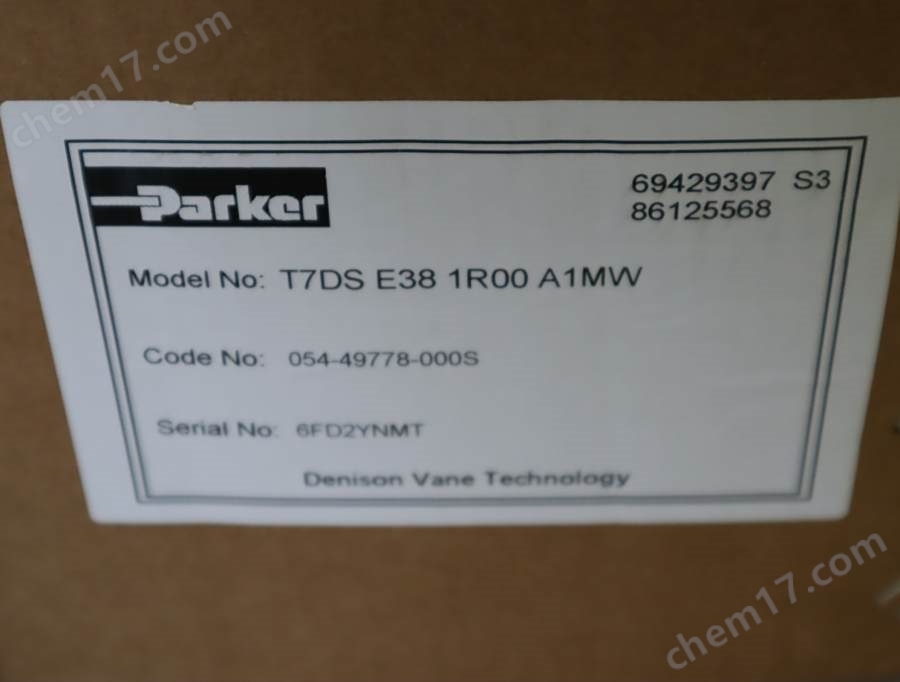 chem17.com
Parker
69429397 S3
86125568
Model No: T7DS E38 1R00 A1MW
Code No: 054-49778-000S
Serial No: 6FD2YNMT
Denison Vane Technology
chem17.com